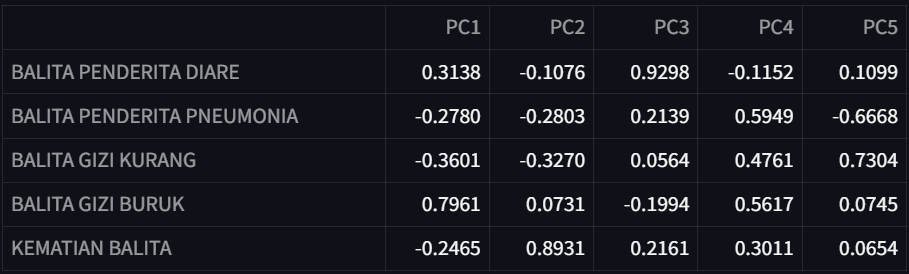 PC1 PC2 PC3 PC4 PC5
BALITA PENDERITA DIARE 0.3138 -0.1076 0.9298 -0.1152 0.1099
BALITA PENDERITA PNEUMONIA -0.2780 -0.2803 0.2139 0.5949 -0.6668
BALITA GIZI KURANG -0.3601 -0.3270 0.0564 0.4761 0.7304
BALITA GIZI BURUK 0.7961 0.0731 -0.1994 0.5617 0.0745
KEMATIAN BALITA -0.2465 0.8931 0.2161 0.3011 0.0654